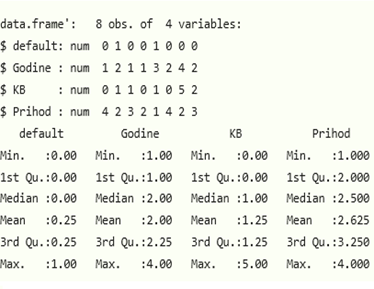 data.frame': 8 obs. of 4 variables:
$ default: num 0 1 0 0 1 0 0 0
$ Godine : num 1 2 1 1 3 2 4 2
$ KB : num 0 1 1 0 1 0 5 2
$ Prihod : num 4 2 3 2 1 4 2 3
default Godine KB Prihod
Min. :0.00 Min. :1.00 Min. :0.00 Min. :1.000
1st Qu.:0.00 1st Qu.:1.00 1st Qu.:0.00 1st Qu.:2.000
Median :0.00 Median :2.00 Median :1.00 Median :2.500
Mean :0.25 Mean :2.00 Mean :1.25 Mean :2.625
3rd Qu.:0.25 3rd Qu.:2.25 3rd Qu.:1.25 3rd Qu.:3.250
Max. :1.00 Max. :4.00 Max. :5.00 Max. :4.000